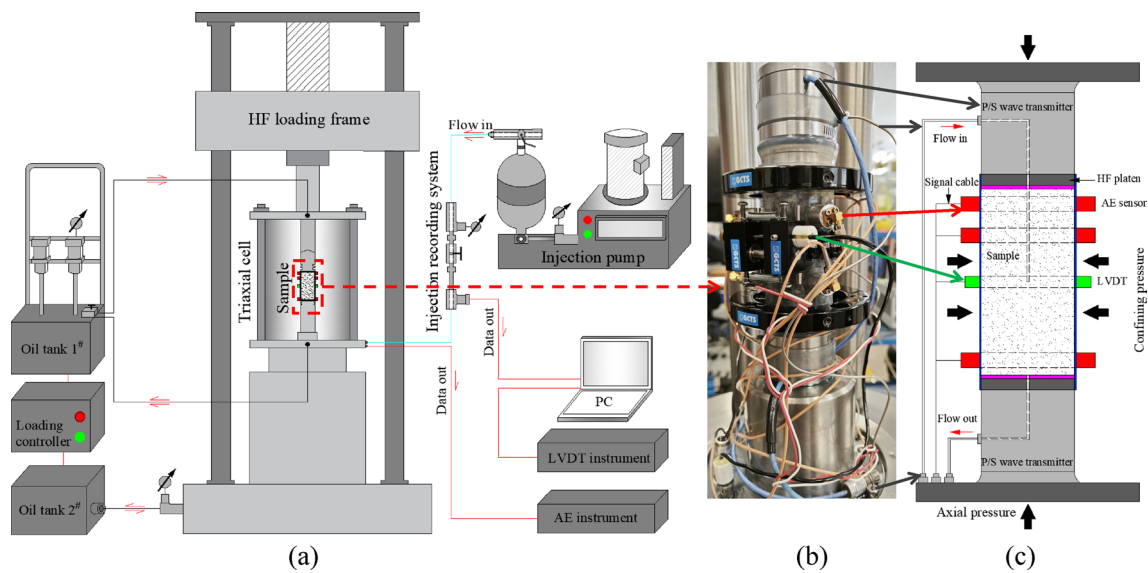 HF loading frame
Flow in
Injection recording system
Injection pump
Triaxial cell
Sample
Oil tank 1#
Loading
controller
Oil tank 2#
Data out
Data out
PC
LVDT instrument
AE instrument
(a)
GCTS
GCTS
GCTS
GCTS
(b)
P/S wave transmitter
Flow in
Signal cable
HF platen
AE sensor
Sample
LVDT
Confining pressure
Flow out
P/S wave transmitter
Axial pressure
(c)